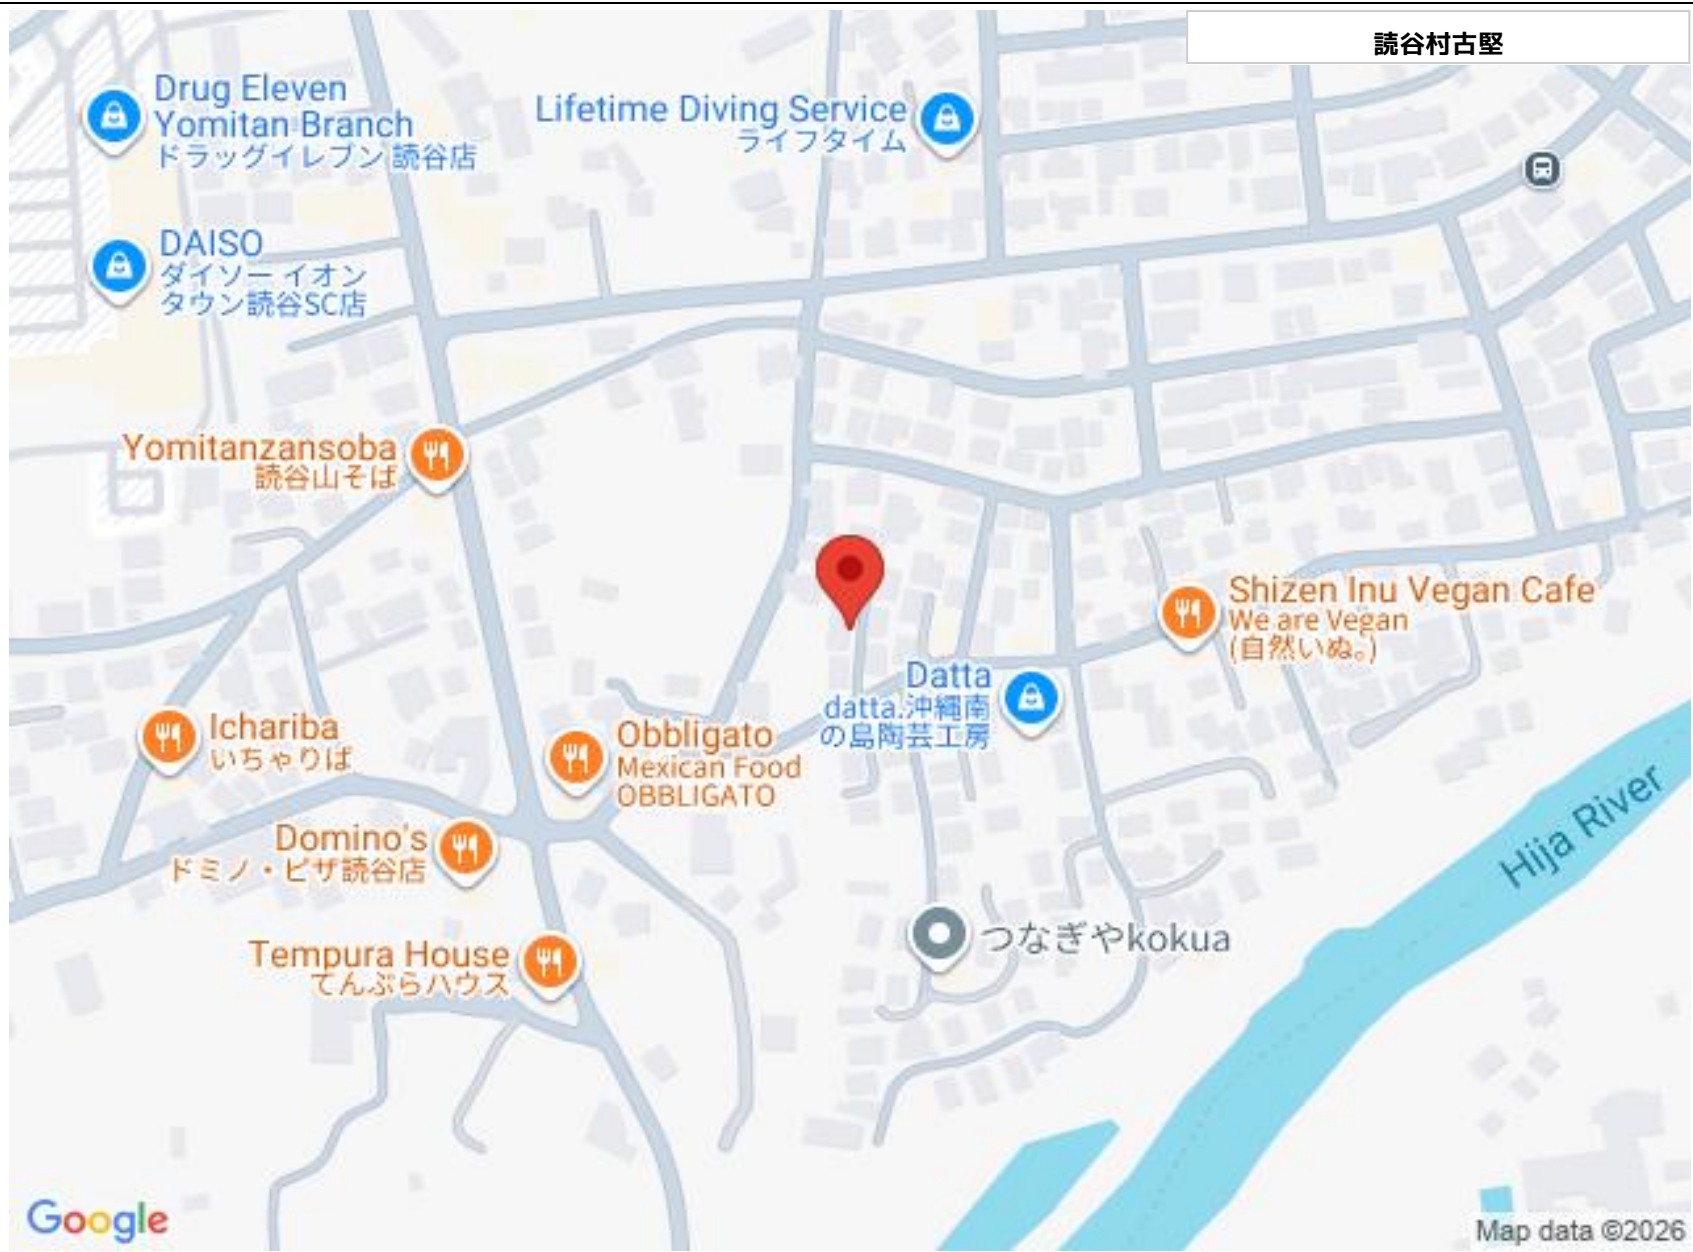 読谷村古堅
Drug Eleven
Yomitan Branch
ドラッグイレブン 読谷店
Lifetime Diving Service
ライフタイム
DAISO
ダイソー イオン
タウン読谷SC店
Yomitanzansoba
読谷山そば
Shizen Inu Vegan Cafe
We are Vegan
(自然いぬ。)
Datta
datta.沖縄南
の島陶芸工房
Ichariba
いちゃりば
Obbligato
Mexican Food
OBBLIGATO
Domino's
ドミノ・ピザ読谷店
Hija River
つなぎやkokua
Tempura House
てんぷらハウス
Google
Map data ©2026